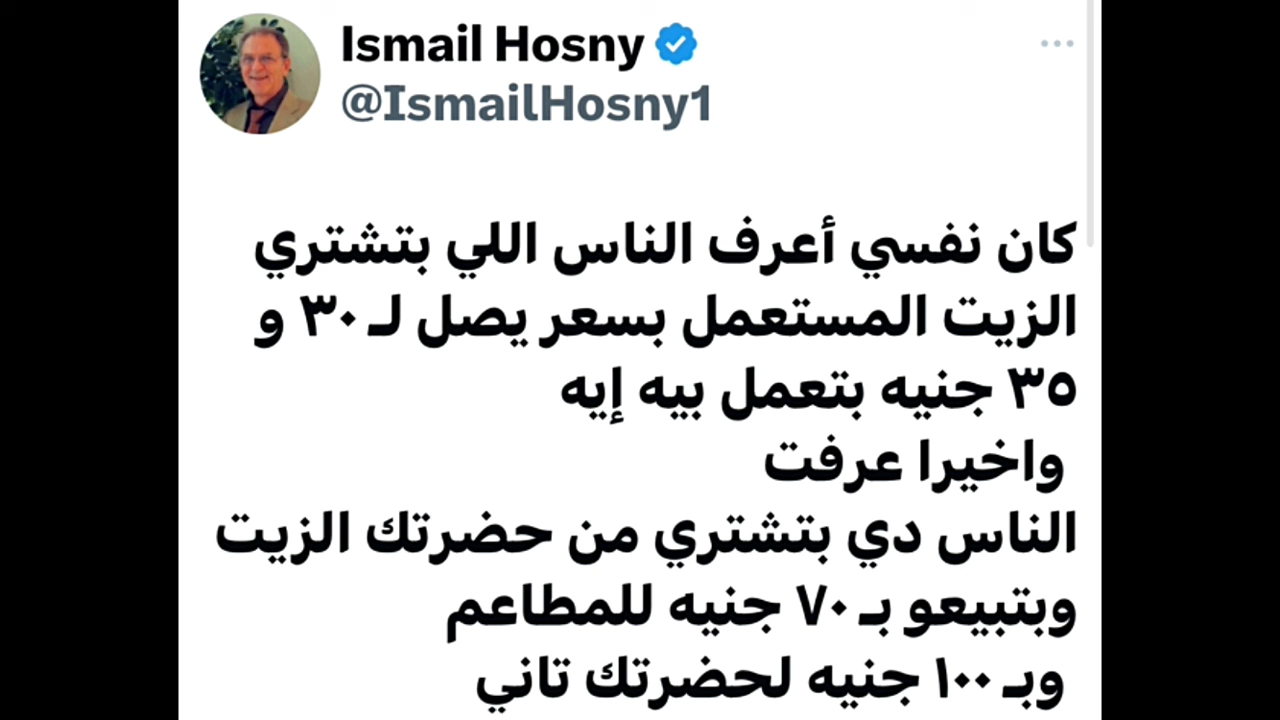 Ismail Hosny
@IsmailHosny1
كان نفسي أعرف الناس اللي بتشتري
الزيت المستعمل بسعر يصل لـ ٣٠ و
٣٥ جنيه بتعمل بيه إيه
واخيرا عرفت
الناس دي بتشتري من حضرتك الزيت
وبتبيعو بـ ٧٠ جنيه للمطاعم
وبـ ١٠٠ جنيه لحضرتك تاني